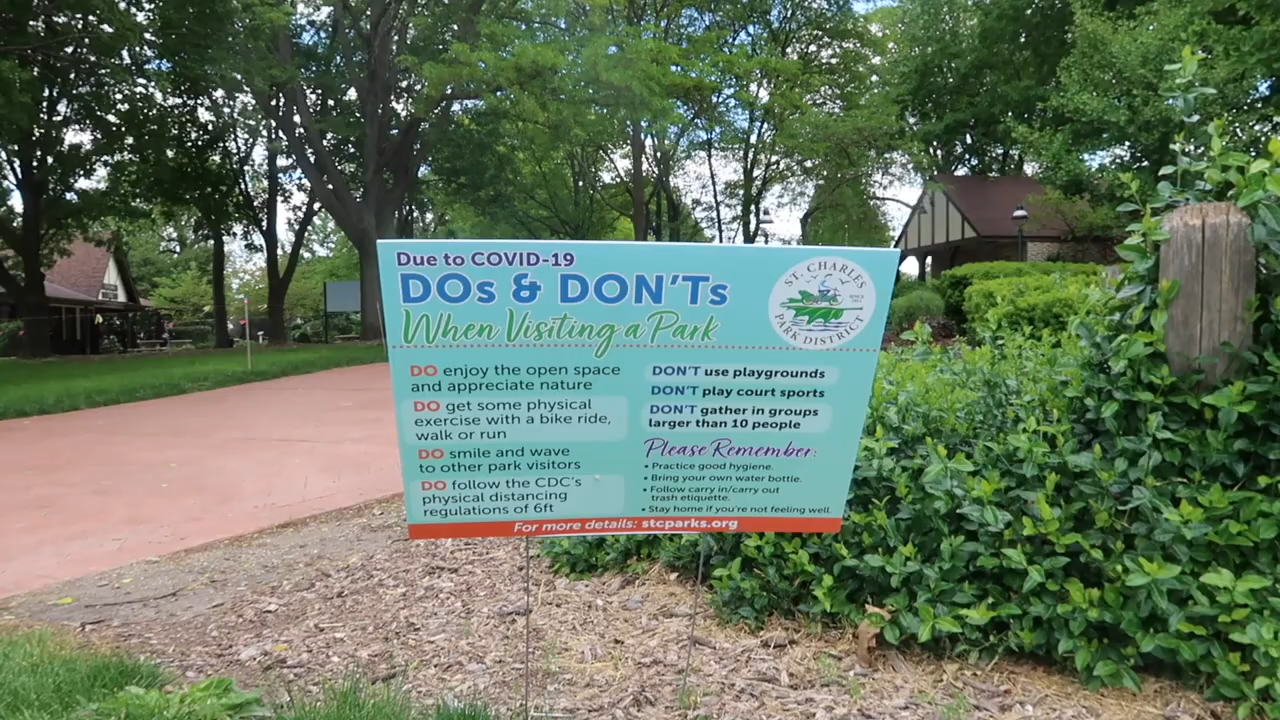 Due to COVID-19
DOs & DON'Ts
When Visiting a Park
ST. CHARLES
PARK DISTRICT
DO enjoy the open space
and appreciate nature
DO get some physical
exercise with a bike ride,
walk or run
DO smile and wave
to other park visitors
DO follow the CDC's
physical distancing
regulations of 6ft
DON'T use playgrounds
DON'T play court sports
DON'T gather in groups
larger than 10 people
Please Remember:
• Practice good hygiene.
• Bring your own water bottle.
• Follow carry in/carry out
trash etiquette.
• Stay home if you're not feeling well.
For more details: stcparks.org